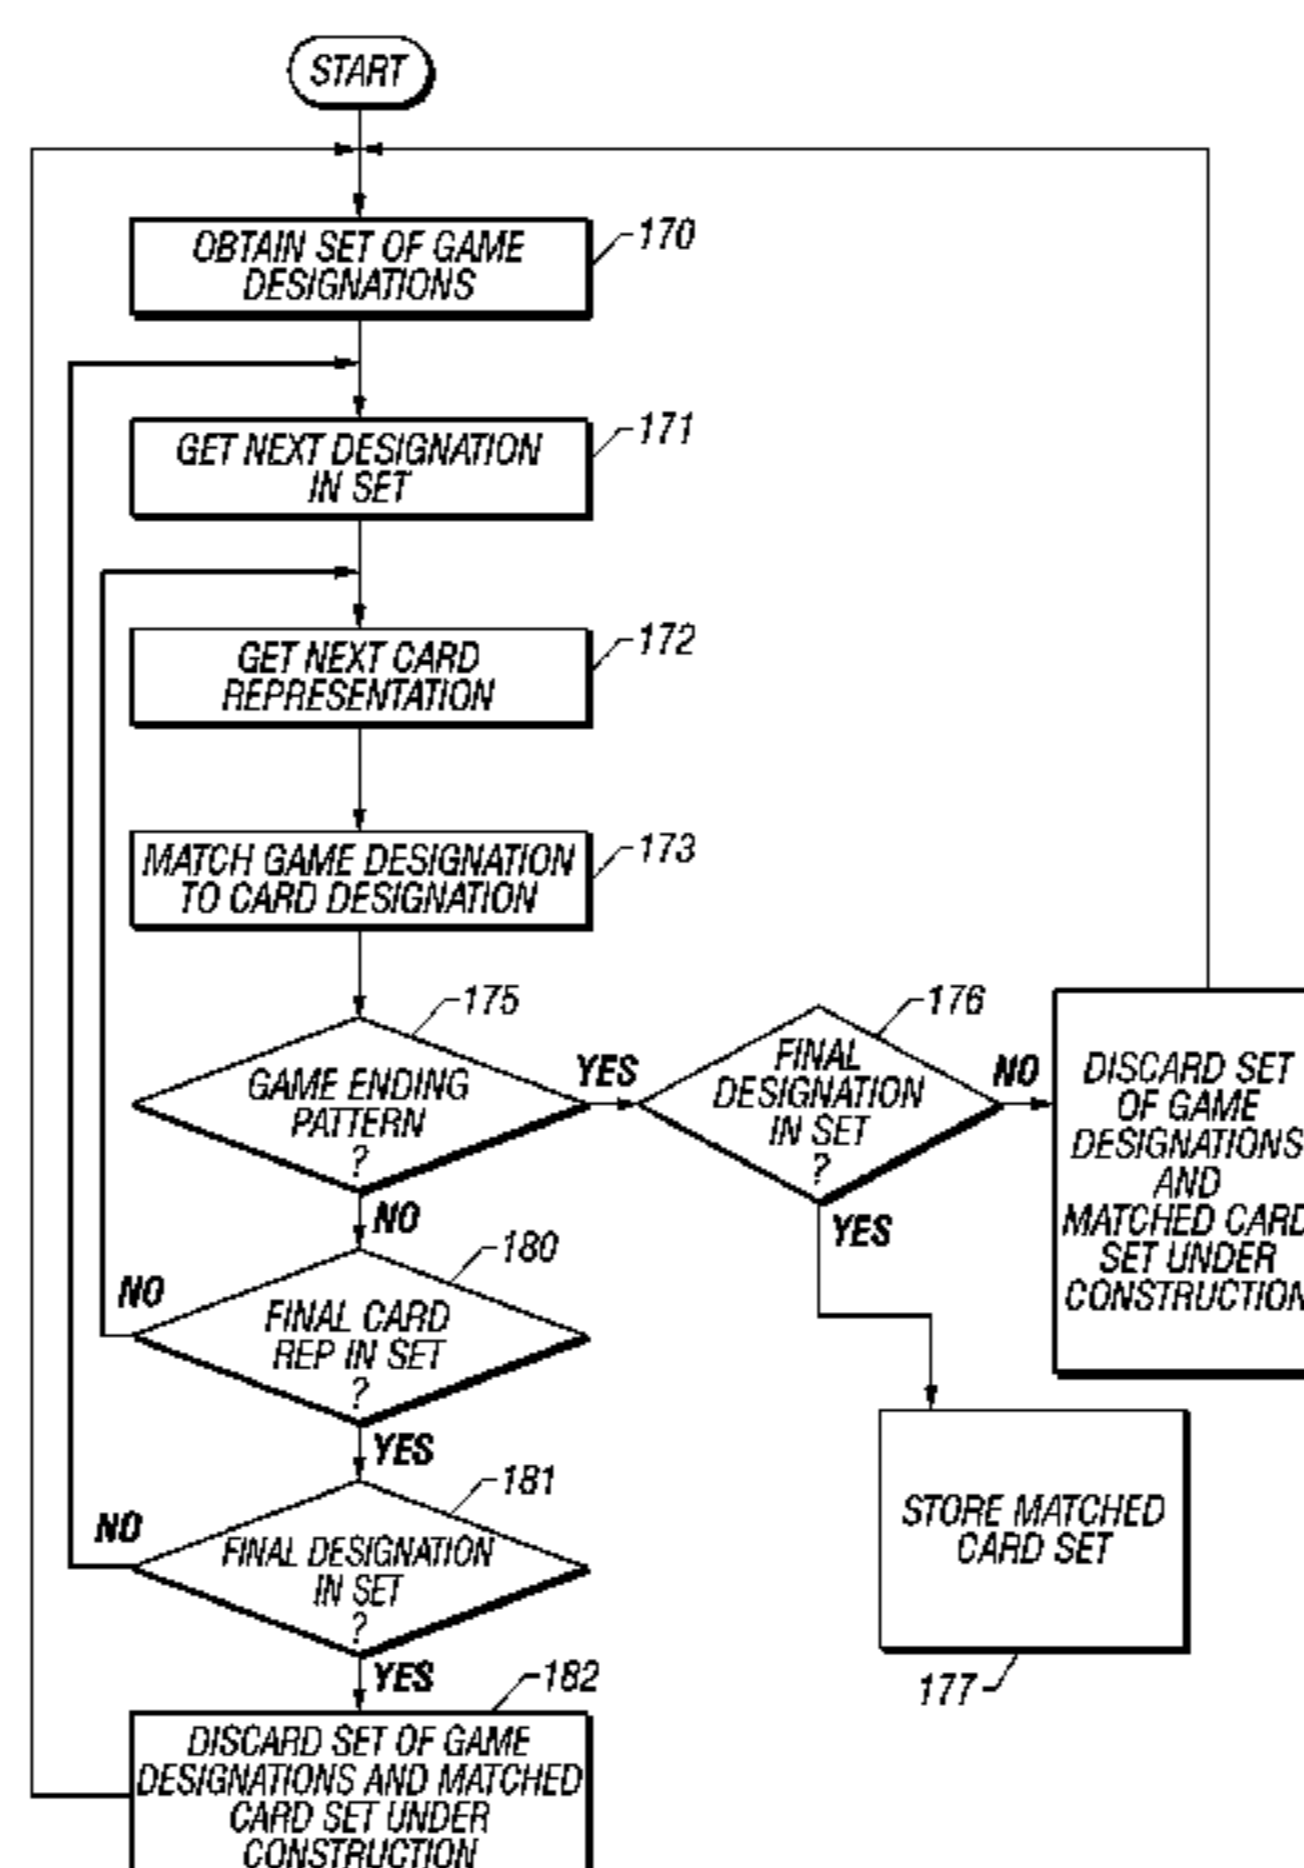 START
OBTAIN SET OF GAME
DESIGNATIONS
170
GET NEXT DESIGNATION
IN SET
171
GET NEXT CARD
REPRESENTATION
172
MATCH GAME DESIGNATION
TO CARD DESIGNATION
173
GAME ENDING
PATTERN
?
175
YES
NO
FINAL
DESIGNATION
IN SET
?
176
NO
YES
DISCARD SET
OF GAME
DESIGNATIONS
AND
MATCHED CARD
SET UNDER
CONSTRUCTION
FINAL CARD
REP IN SET
?
180
NO
YES
STORE MATCHED
CARD SET
177
FINAL DESIGNATION
IN SET
?
181
NO
YES
DISCARD SET OF GAME
DESIGNATIONS AND MATCHED
CARD SET UNDER
CONSTRUCTION
182